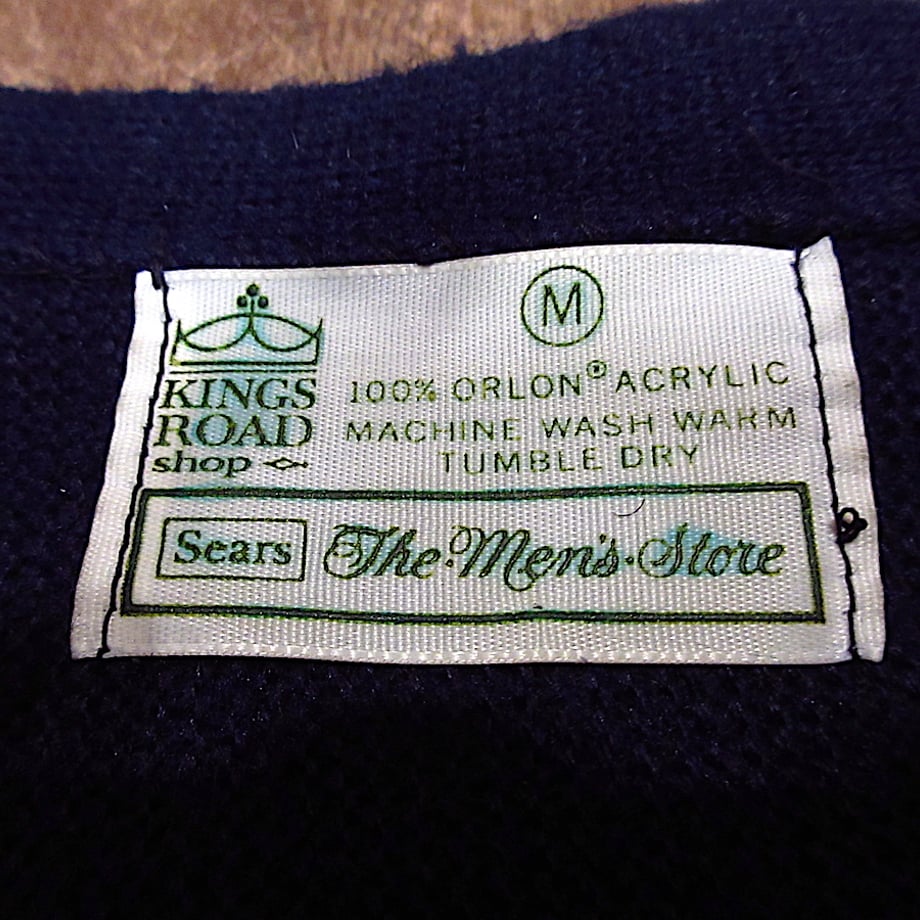 M
KINGS
ROAD
shop
100% ORLON® ACRYLIC
MACHINE WASH WARM
TUMBLE DRY
Sears The Men's Store